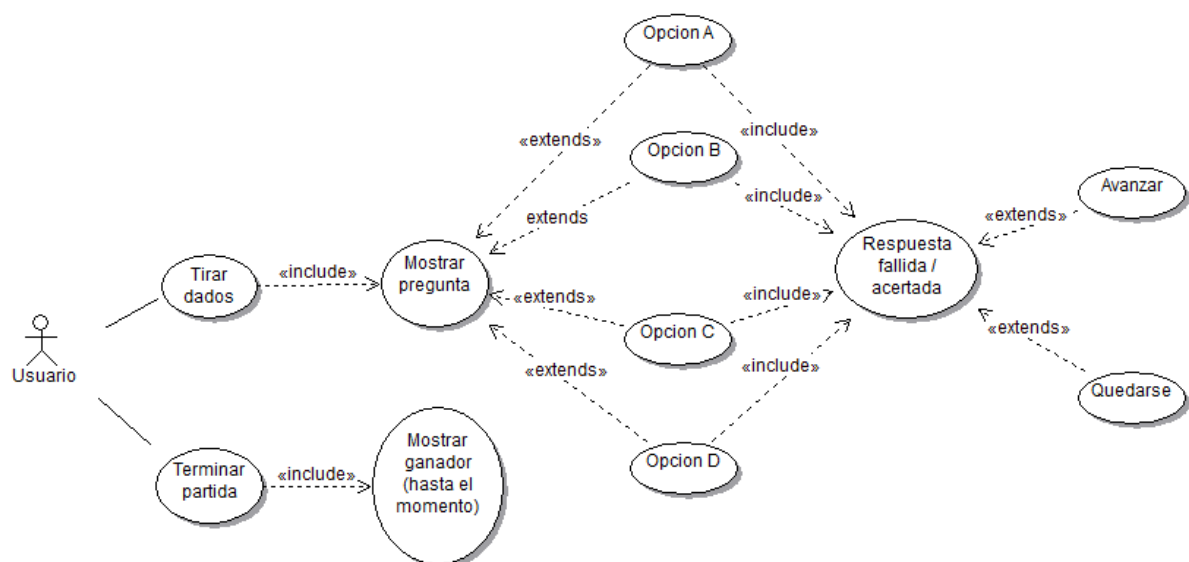 Opcion A
«extends»
«include»
Opcion B
extends
«include»
Avanzar
«extends»
Respuesta
fallida /
acertada
Mostrar
pregunta
Tirar
dados
«include»
«extends»
«include»
Opcion C
«extends»
«include»
«extends»
Usuario
Quedarse
Opcion D
Mostrar
ganador
(hasta el
momento)
Terminar
partida
«include»